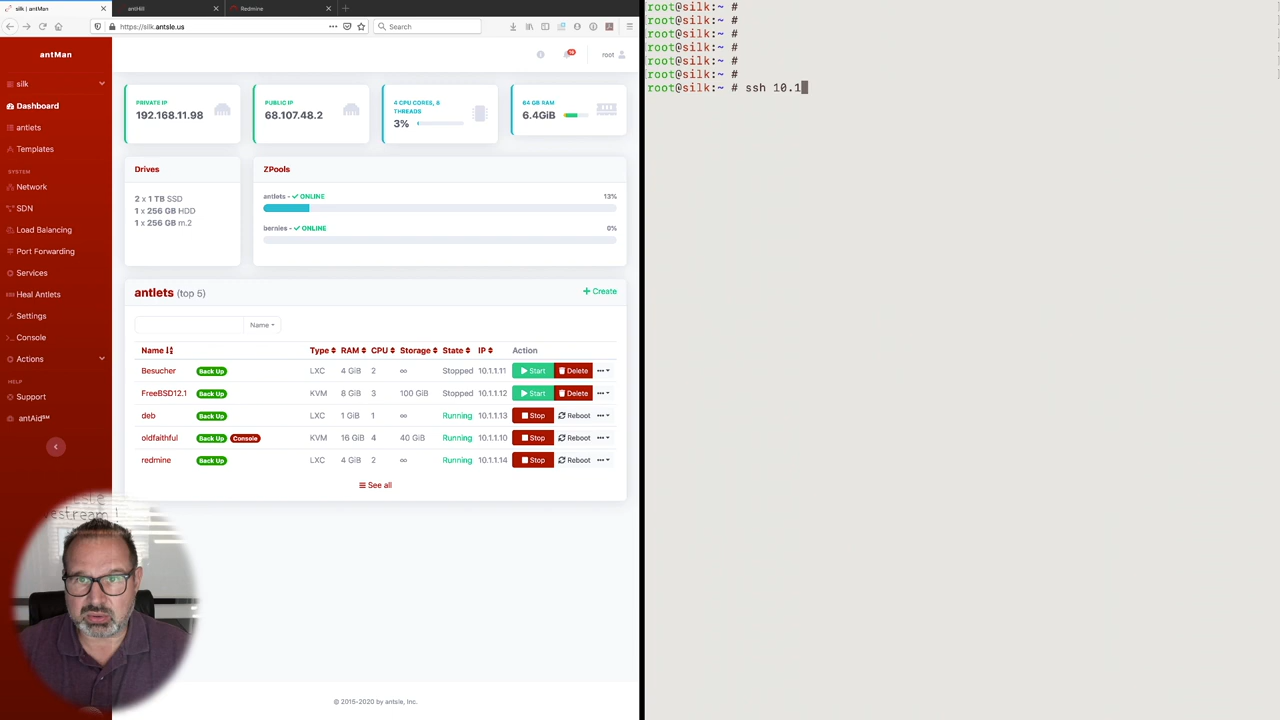 silk | antMan
antHill
Redmine
https://silk.antsle.us
Search
antMan
silk
Dashboard
antlets
Templates
SYSTEM
Network
SDN
Load Balancing
Port Forwarding
Services
Heal Antlets
Settings
Console
Actions
HELP
Support
antAid℠
root
PRIVATE IP
192.168.11.98
PUBLIC IP
68.107.48.2
4 CPU CORES, 8
THREADS
3%
64 GB RAM
6.4GiB
Drives
2 x 1 TB SSD
1 x 256 GB HDD
1 x 256 GB m.2
ZPools
antlets - ✓ ONLINE 13%
bernies - ✓ ONLINE 0%
antlets (top 5)
+ Create
Name
Name Type RAM CPU Storage State IP Action
Besucher Back Up LXC 4 GiB 2 ∞ Stopped 10.1.1.11 Start Delete
FreeBSD12.1 Back Up KVM 8 GiB 3 100 GiB Stopped 10.1.1.12 Start Delete
deb Back Up LXC 1 GiB 1 ∞ Running 10.1.1.13 Stop Reboot
oldfaithful Back Up Console KVM 16 GiB 4 40 GiB Running 10.1.1.10 Stop Reboot
redmine Back Up LXC 4 GiB 2 ∞ Running 10.1.1.14 Stop Reboot
See all
© 2015-2020 by antsle, Inc.
root@silk:~ #
root@silk:~ #
root@silk:~ #
root@silk:~ #
root@silk:~ #
root@silk:~ #
root@silk:~ # ssh 10.1